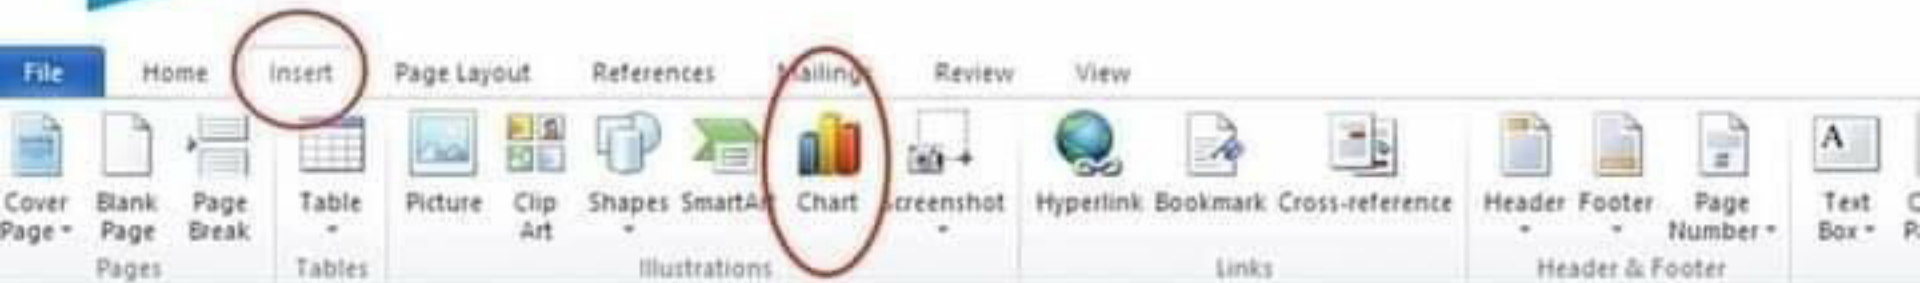 File Home Insert Page Layout References Mailings Review View
Cover Page Blank Page Page Break Table Picture Clip Art Shapes SmartArt Chart Screenshot Hyperlink Bookmark Cross-reference Header Footer Page Number Text Box
Pages Tables Illustrations Links Header & Footer